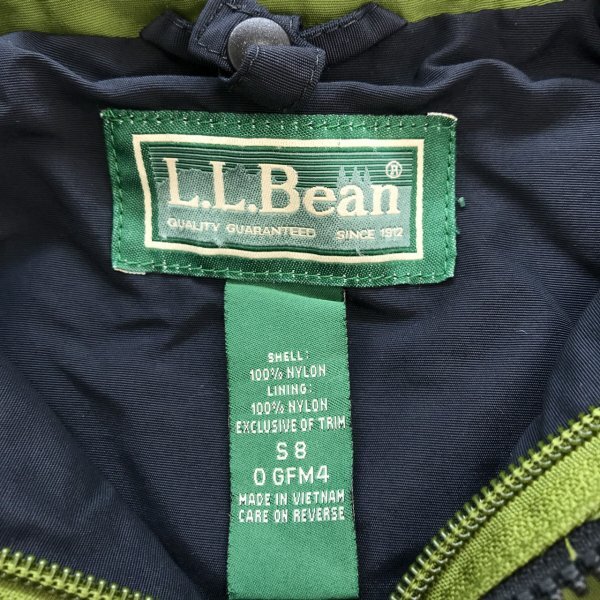 L.L.Bean®
QUALITY GUARANTEED SINCE 1912
SHELL:
100% NYLON
LINING:
100% NYLON
EXCLUSIVE OF TRIM
S 8
0 GFM4
MADE IN VIETNAM
CARE ON REVERSE